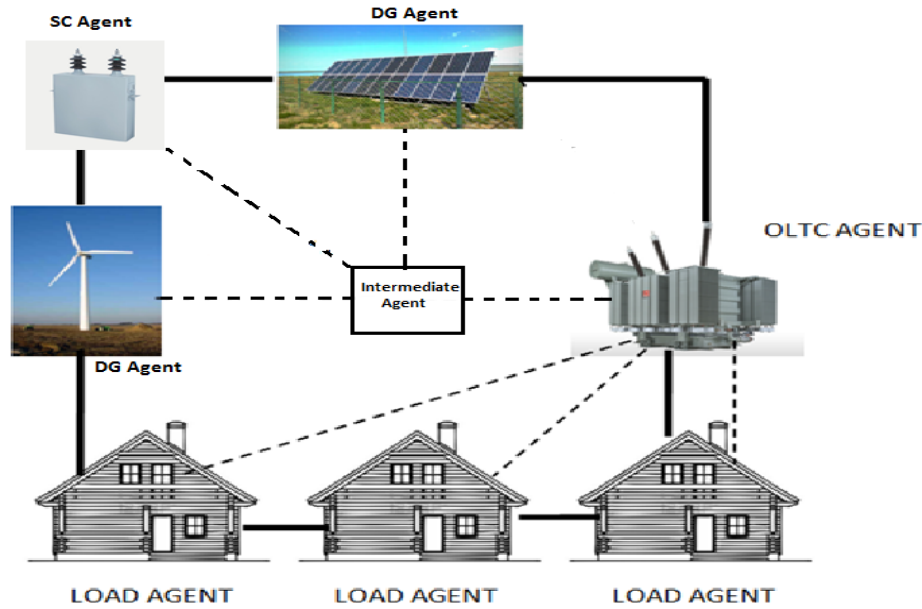 SC Agent
DG Agent
OLTC AGENT
Intermediate
Agent
DG Agent
LOAD AGENT
LOAD AGENT
LOAD AGENT